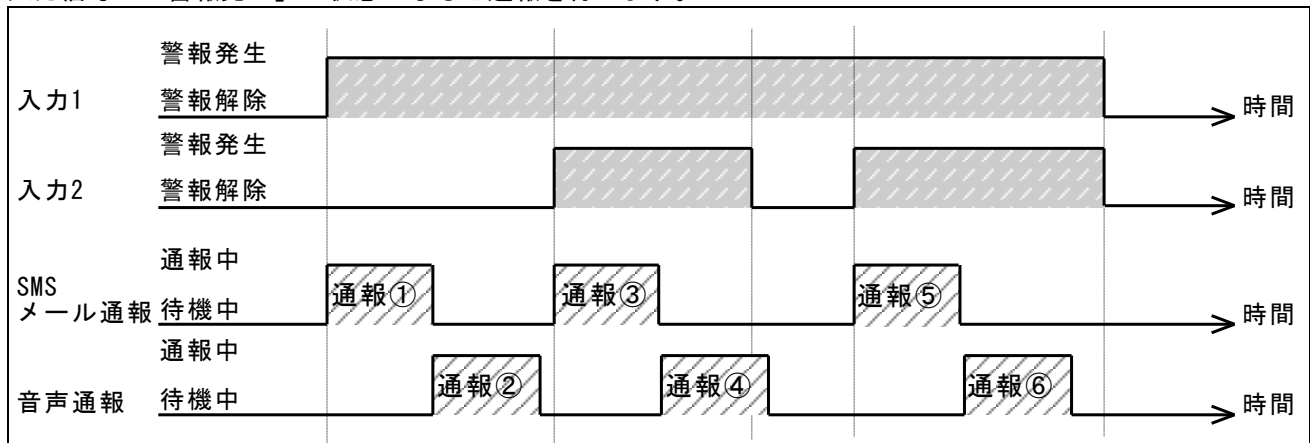 警報発生
入力1
警報解除
時間
警報発生
入力2
警報解除
時間
通報中
SMS
メール通報
待機中
通報①
通報③
通報⑤
時間
通報中
音声通報
待機中
通報②
通報④
通報⑥
時間